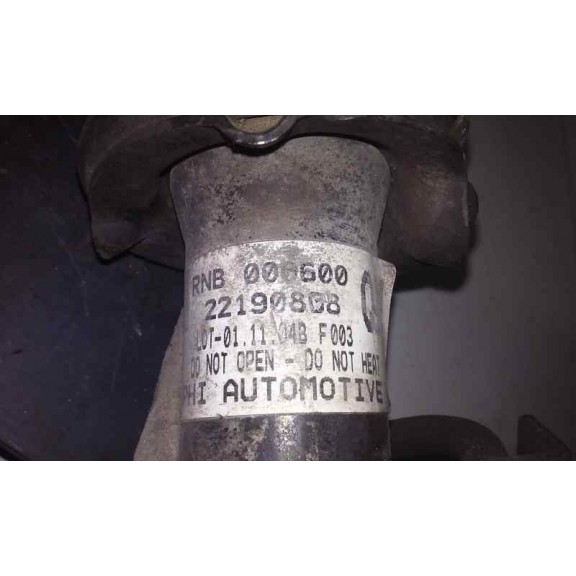 RNB 006600
22190808
LOT-01.11.04B F003
DO NOT OPEN - DO NOT HEAT
PHI AUTOMOTIVE